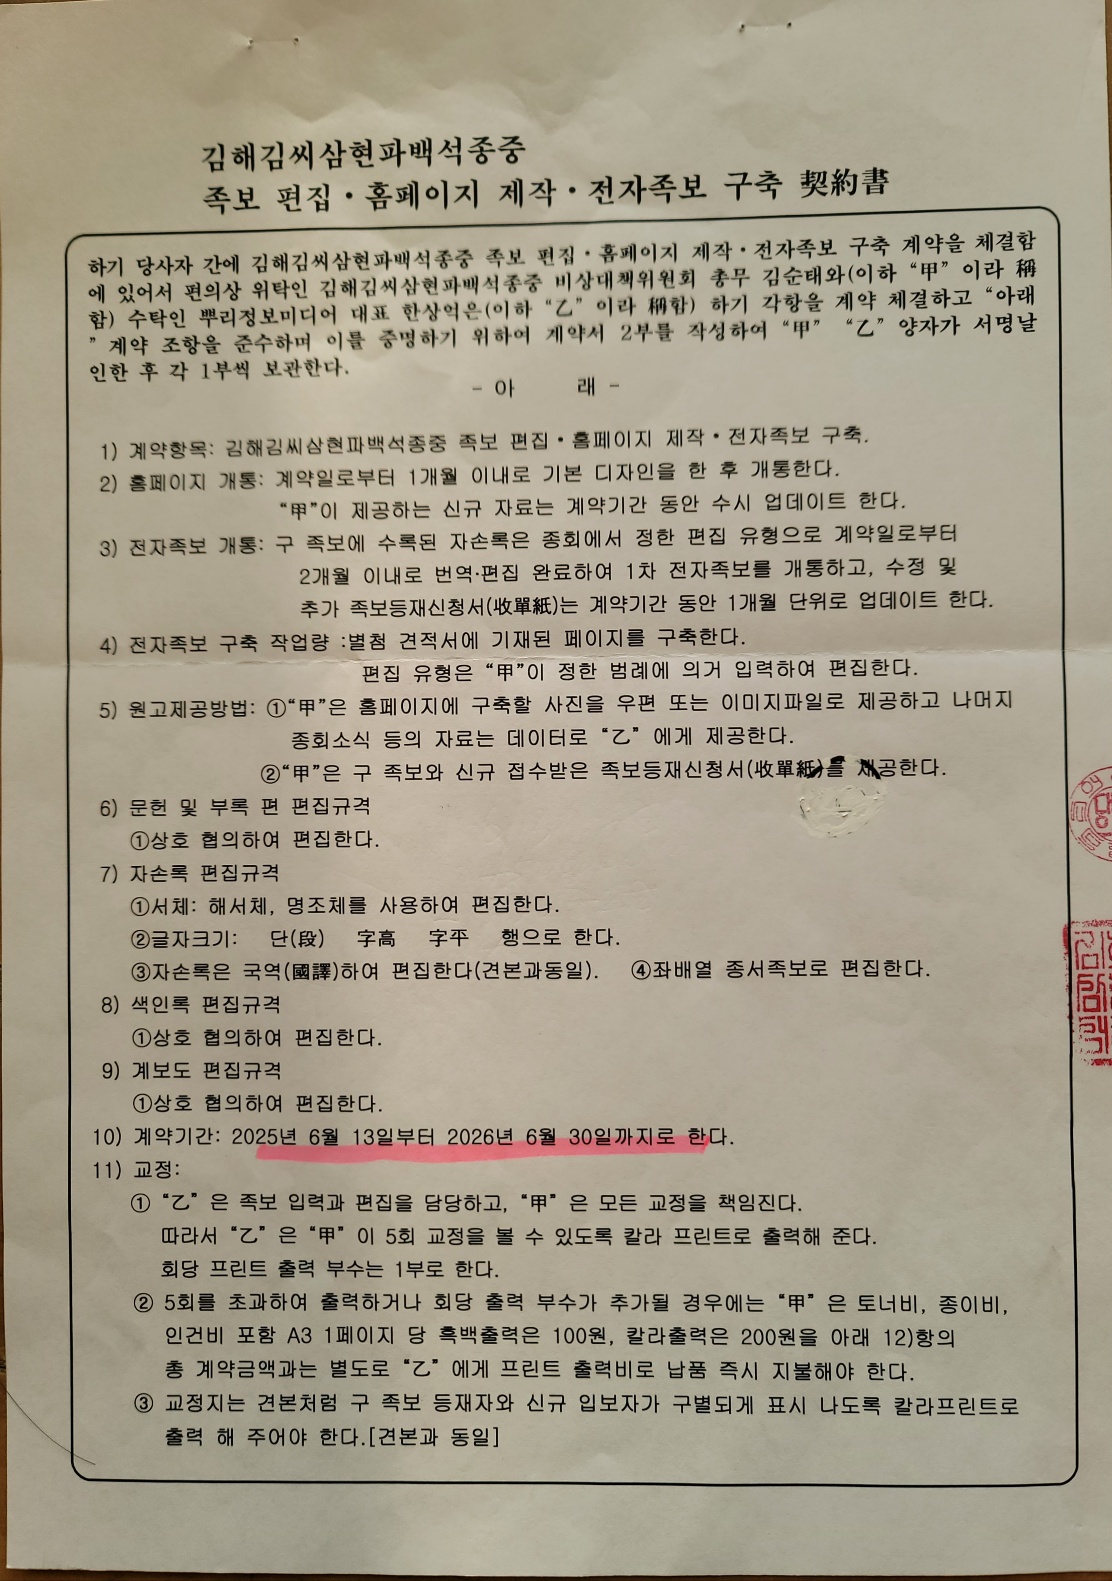 김해김씨삼현파백석종중
족보 편집·홈페이지 제작·전자족보 구축 契約書
하기 당사자 간에 김해김씨삼현파백석종중 족보 편집·홈페이지 제작·전자족보 구축 계약을 체결함
에 있어서 편의상 위탁인 김해김씨삼현파백석종중 비상대책위원회 총무 김순태와(이하 “甲” 이라 稱
함) 수탁인 뿌리정보미디어 대표 한상억은(이하 “乙” 이라 稱함) 하기 각항을 계약 체결하고 “아래
” 계약 조항을 준수하며 이를 증명하기 위하여 계약서 2부를 작성하여 “甲” “乙” 양자가 서명날
인한 후 각 1부씩 보관한다.
- 아 래 -
1) 계약항목: 김해김씨삼현파백석종중 족보 편집·홈페이지 제작·전자족보 구축.
2) 홈페이지 개통: 계약일로부터 1개월 이내로 기본 디자인을 한 후 개통한다.
“甲”이 제공하는 신규 자료는 계약기간 동안 수시 업데이트 한다.
3) 전자족보 개통: 구 족보에 수록된 자손록은 종회에서 정한 편집 유형으로 계약일로부터
2개월 이내로 번역·편집 완료하여 1차 전자족보를 개통하고, 수정 및
추가 족보등재신청서(收單紙)는 계약기간 동안 1개월 단위로 업데이트 한다.
4) 전자족보 구축 작업량 :별첨 견적서에 기재된 페이지를 구축한다.
편집 유형은 “甲”이 정한 범례에 의거 입력하여 편집한다.
5) 원고제공방법: ①“甲”은 홈페이지에 구축할 사진을 우편 또는 이미지파일로 제공하고 나머지
종회소식 등의 자료는 데이터로 “乙” 에게 제공한다.
②“甲”은 구 족보와 신규 접수받은 족보등재신청서(收單紙)를 제공한다.
6) 문헌 및 부록 편 편집규격
①상호 협의하여 편집한다.
7) 자손록 편집규격
①서체: 해서체, 명조체를 사용하여 편집한다.
②글자크기: 단(段) 字高 字平 행으로 한다.
③자손록은 국역(國譯)하여 편집한다(견본과동일). ④좌배열 종서족보로 편집한다.
8) 색인록 편집규격
①상호 협의하여 편집한다.
9) 계보도 편집규격
①상호 협의하여 편집한다.
10) 계약기간: 2025년 6월 13일부터 2026년 6월 30일까지로 한다.
11) 교정:
① “乙” 은 족보 입력과 편집을 담당하고, “甲” 은 모든 교정을 책임진다.
따라서 “乙” 은 “甲” 이 5회 교정을 볼 수 있도록 칼라 프린트로 출력해 준다.
회당 프린트 출력 부수는 1부로 한다.
② 5회를 초과하여 출력하거나 회당 출력 부수가 추가될 경우에는 “甲” 은 토너비, 종이비,
인건비 포함 A3 1페이지 당 흑백출력은 100원, 칼라출력은 200원을 아래 12)항의
총 계약금액과는 별도로 “乙” 에게 프린트 출력비로 납품 즉시 지불해야 한다.
③ 교정지는 견본처럼 구 족보 등재자와 신규 입보자가 구별되게 표시 나도록 칼라프린트로
출력 해 주어야 한다.[견본과 동일]